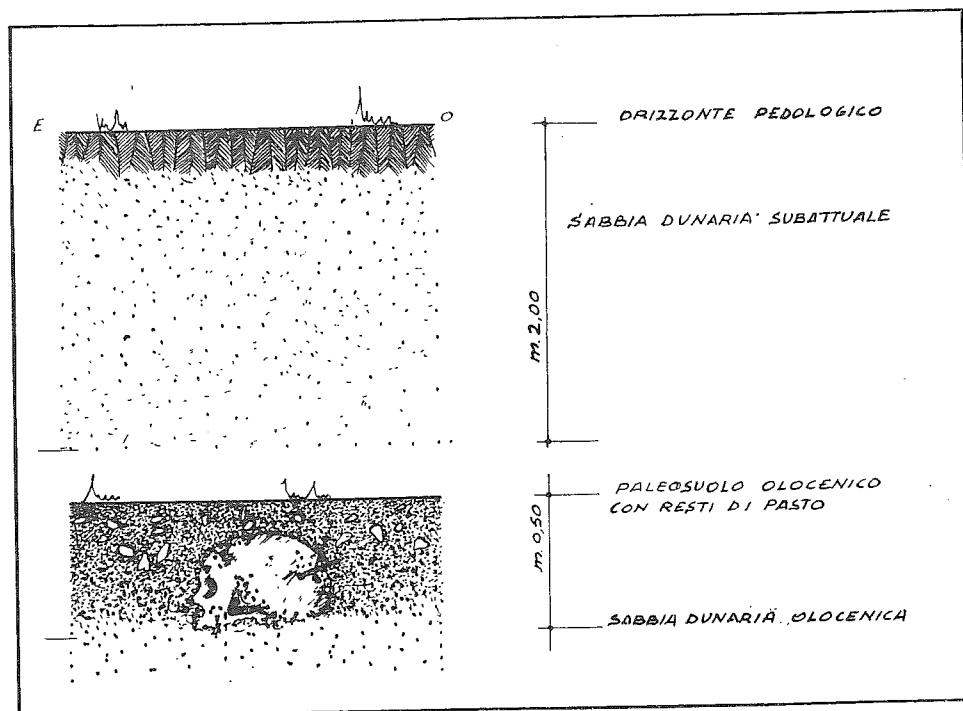 E
O
ORIZZONTE PEDOLOGICO
SABBIA DUNARIA SUBATTUALE
m. 2,00
PALEOSUOLO OLOCENICO
CON RESTI DI PASTO
m. 0,50
SABBIA DUNARIA OLOCENICA